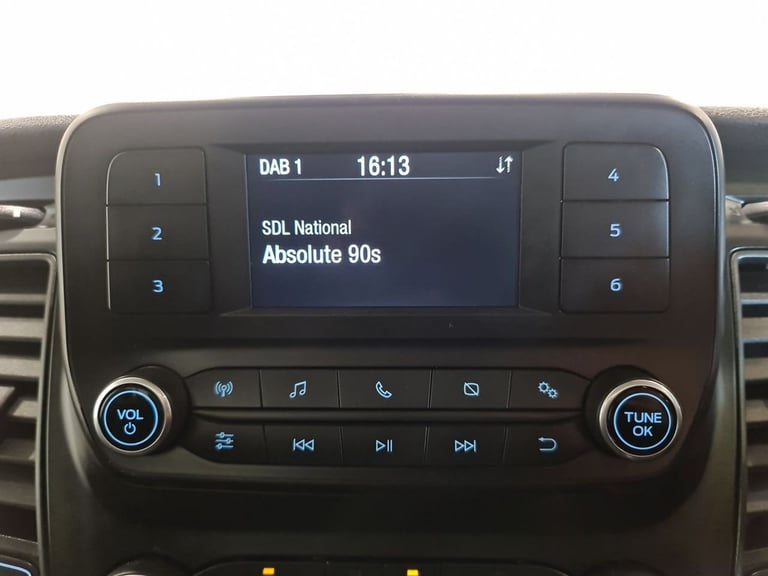 DAB 1 16:13
SDL National
Absolute 90s
1
2
3
4
5
6
VOL
TUNE
OK